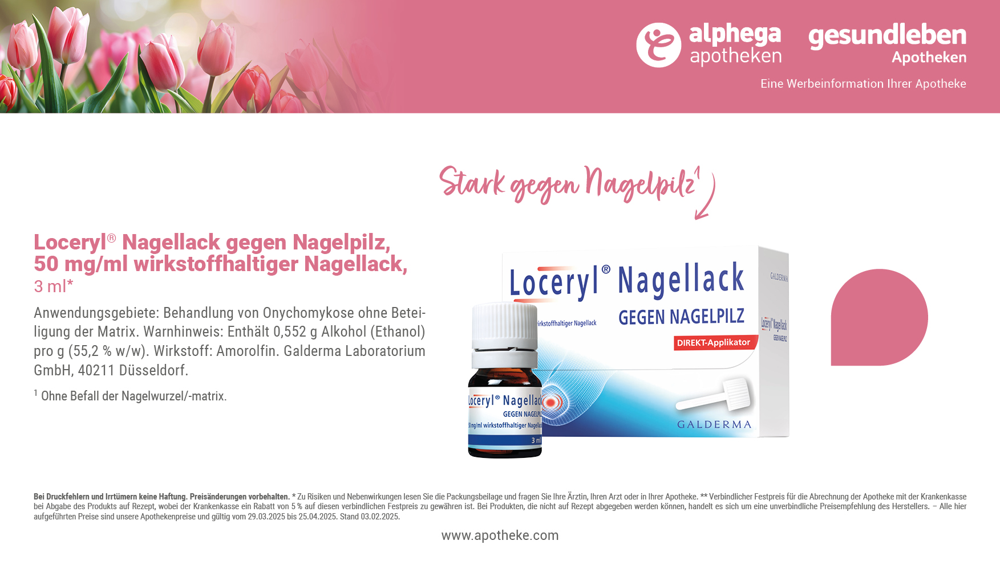 alphega
apotheken
gesundleben
Apotheken
Eine Werbeinformation Ihrer Apotheke
Stark gegen Nagelpilz¹
Loceryl® Nagellack gegen Nagelpilz,
50 mg/ml wirkstoffhaltiger Nagellack,
3 ml*
Anwendungsgebiete: Behandlung von Onychomykose ohne Betei-
ligung der Matrix. Warnhinweis: Enthält 0,552 g Alkohol (Ethanol)
pro g (55,2 % w/w). Wirkstoff: Amorolfin. Galderma Laboratorium
GmbH, 40211 Düsseldorf.
¹ Ohne Befall der Nagelwurzel/-matrix.
Loceryl® Nagellack
GEGEN NAGELPILZ
wirkstoffhaltiger Nagellack
DIREKT-Applikator
GALDERMA
GALDERMA
Loceryl® Nagellack
GEGEN NAGELPILZ
Loceryl® Nagellack
GEGEN NAGELPILZ
50 mg/ml wirkstoffhaltiger Nagellack
3 ml
Bei Druckfehlern und Irrtümern keine Haftung. Preisänderungen vorbehalten. * Zu Risiken und Nebenwirkungen lesen Sie die Packungsbeilage und fragen Sie Ihre Ärztin, Ihren Arzt oder in Ihrer Apotheke. ** Verbindlicher Festpreis für die Abrechnung der Apotheke mit der Krankenkasse
bei Abgabe des Produkts auf Rezept, wobei der Krankenkasse ein Rabatt von 5 % auf diesen verbindlichen Festpreis zu gewähren ist. Bei Produkten, die nicht auf Rezept abgegeben werden können, handelt es sich um eine unverbindliche Preisempfehlung des Herstellers. – Alle hier
aufgeführten Preise sind unsere Apothekenpreise und gültig vom 29.03.2025 bis 25.04.2025. Stand 03.02.2025.
www.apotheke.com